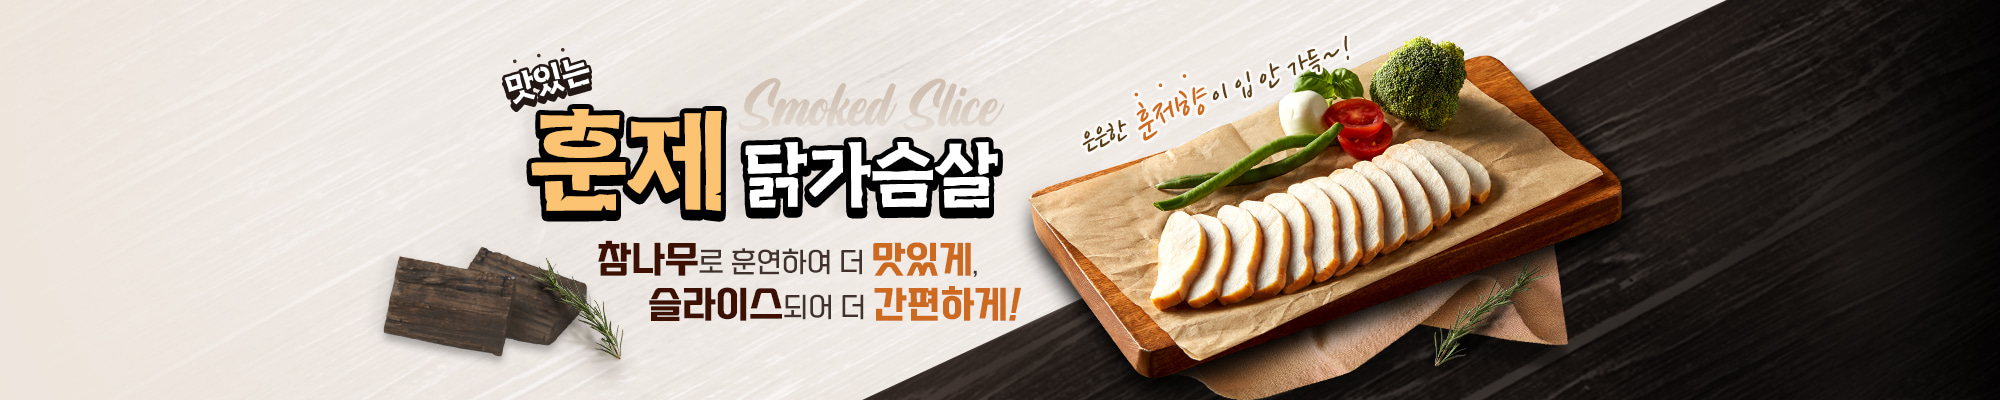 맛있는
Smoked Slice
훈제 닭가슴살
참나무로 훈연하여 더 맛있게,
슬라이스되어 더 간편하게!
은은한 훈제향이 입 안 가득~!